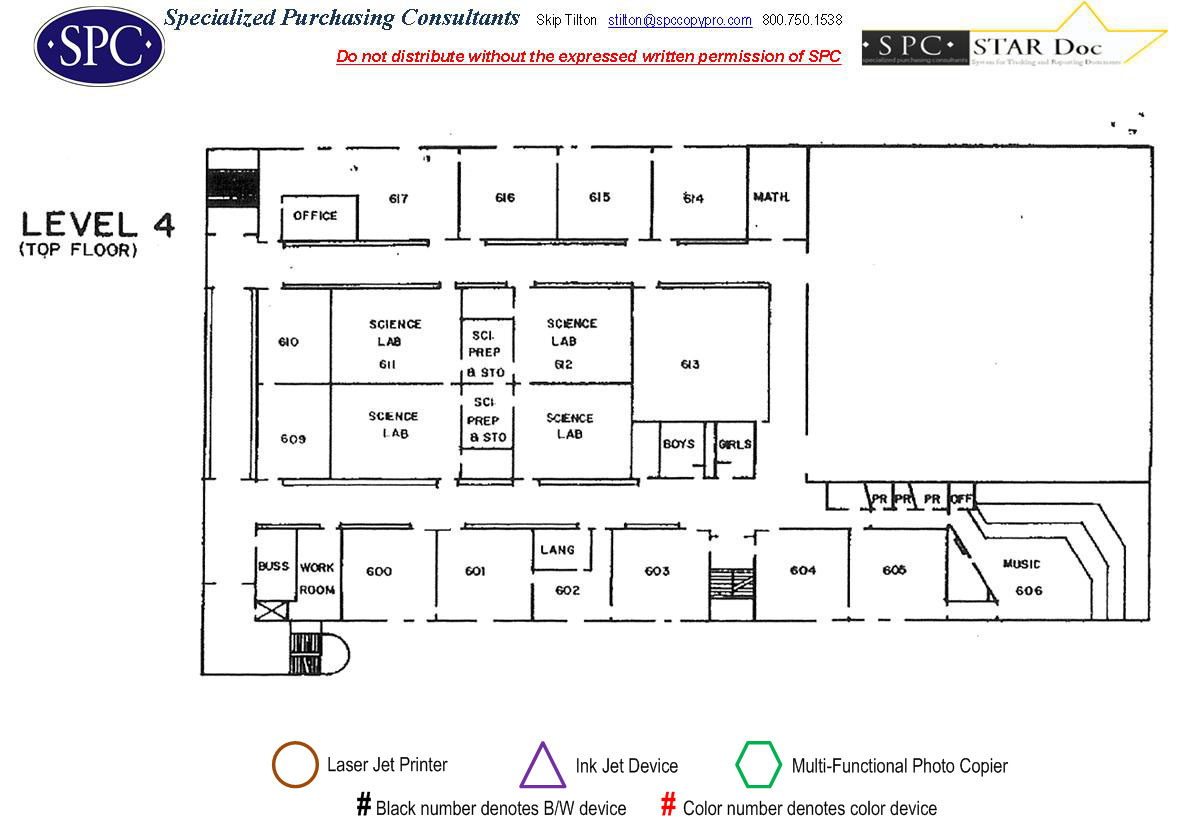 Specialized Purchasing Consultants Skip Tilton stilton@spccopypro.com 800.750.1538
·SPC·
Do not distribute without the expressed written permission of SPC
·SPC· STAR Doc
specialized purchasing consultants System for Tracking and Reporting Documents
LEVEL 4
(TOP FLOOR)
OFFICE
617
616
615
614
MATH.
610
SCIENCE
LAB
611
SCI.
PREP
& STO
SCIENCE
LAB
612
613
609
SCIENCE
LAB
SCI.
PREP
& STO
SCIENCE
LAB
BOYS
GIRLS
PR
PR
PR
OFF
BUSS
WORK
ROOM
600
601
LANG
602
603
604
605
MUSIC
606
Laser Jet Printer
Ink Jet Device
Multi-Functional Photo Copier
# Black number denotes B/W device
# Color number denotes color device